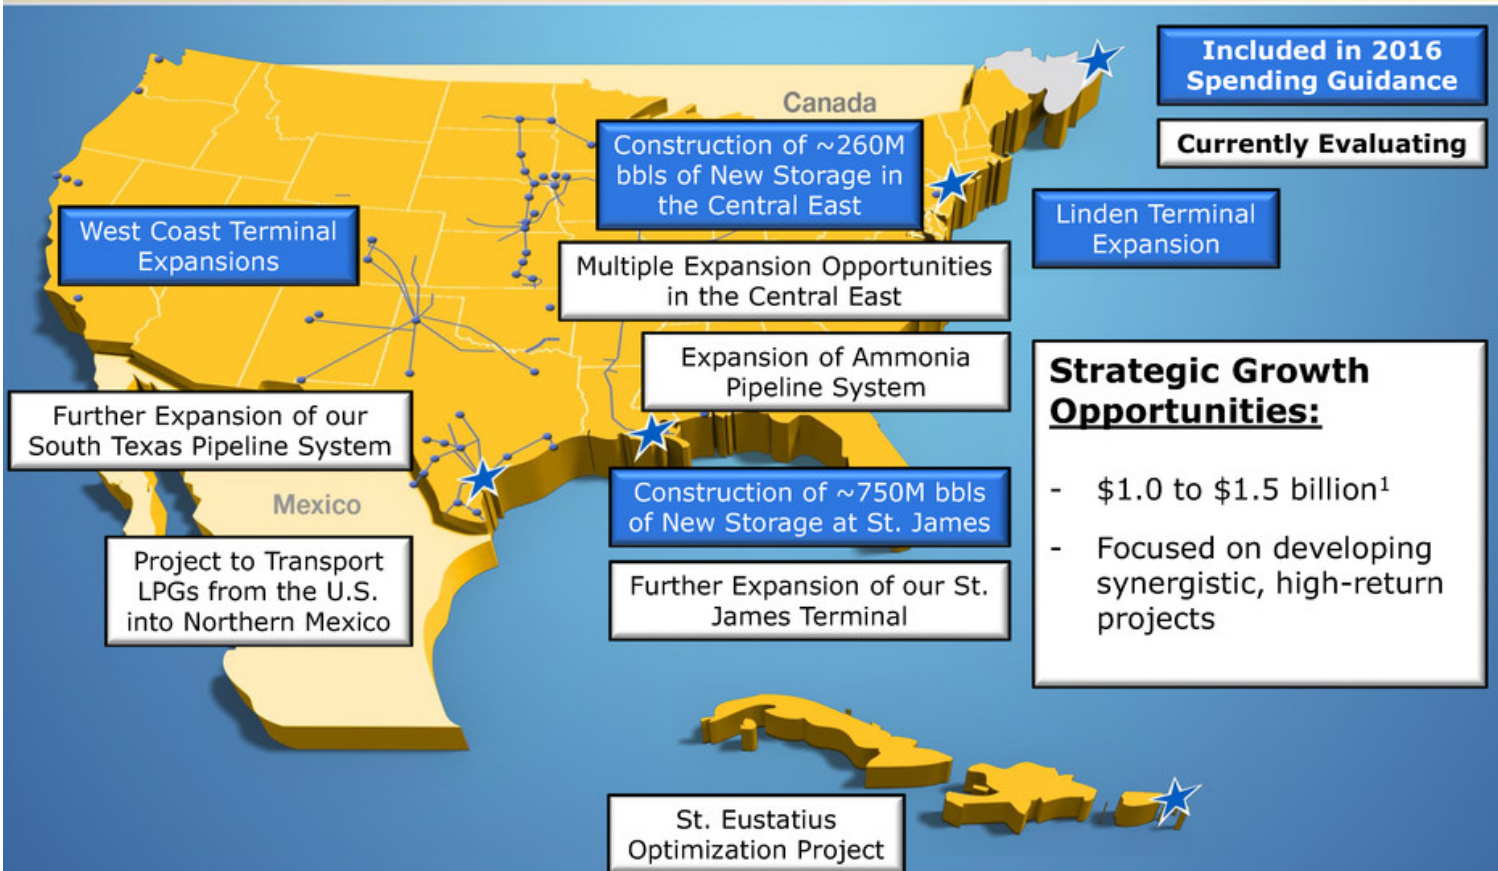 Included in 2016
Spending Guidance
Currently Evaluating
Canada
Construction of ~260M
bbls of New Storage in
the Central East
West Coast Terminal
Expansions
Linden Terminal
Expansion
Multiple Expansion Opportunities
in the Central East
Expansion of Ammonia
Pipeline System
Strategic Growth
Opportunities:
- $1.0 to $1.5 billion¹
- Focused on developing
synergistic, high-return
projects
Further Expansion of our
South Texas Pipeline System
Mexico
Construction of ~750M bbls
of New Storage at St. James
Project to Transport
LPGs from the U.S.
into Northern Mexico
Further Expansion of our St.
James Terminal
St. Eustatius
Optimization Project